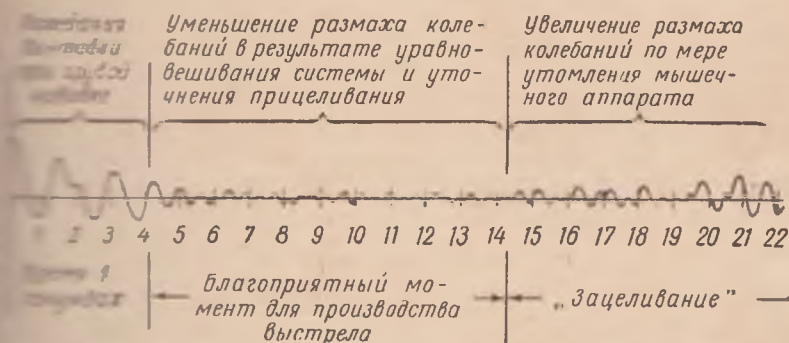 Уменьшение размаха коле-
баний в результате уравно-
вешивания системы и уто-
чнения прицеливания
Увеличение размаха
колебаний по мере
утомления мышеч-
ного аппарата
1 2 3 4 5 6 7 8 9 10 11 12 13 14 15 16 17 18 19 20 21 22
Благоприятный мо-
мент для производства
выстрела
„Зацеливание"